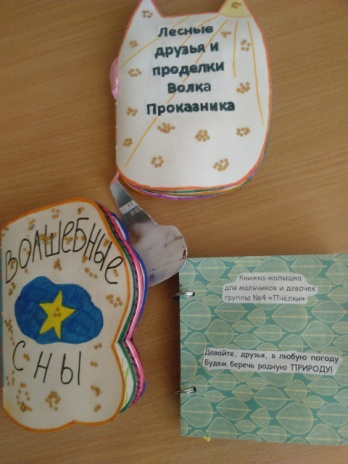 Лесные
друзья и
проделки
Волка
Проказника
ВОЛШЕБНЫЕ
СНЫ
Книжка-малышка
для мальчиков и девочек
группы №4 «Пчёлки»
Давайте, друзья, в любую погоду
Будем беречь родную ПРИРОДУ!